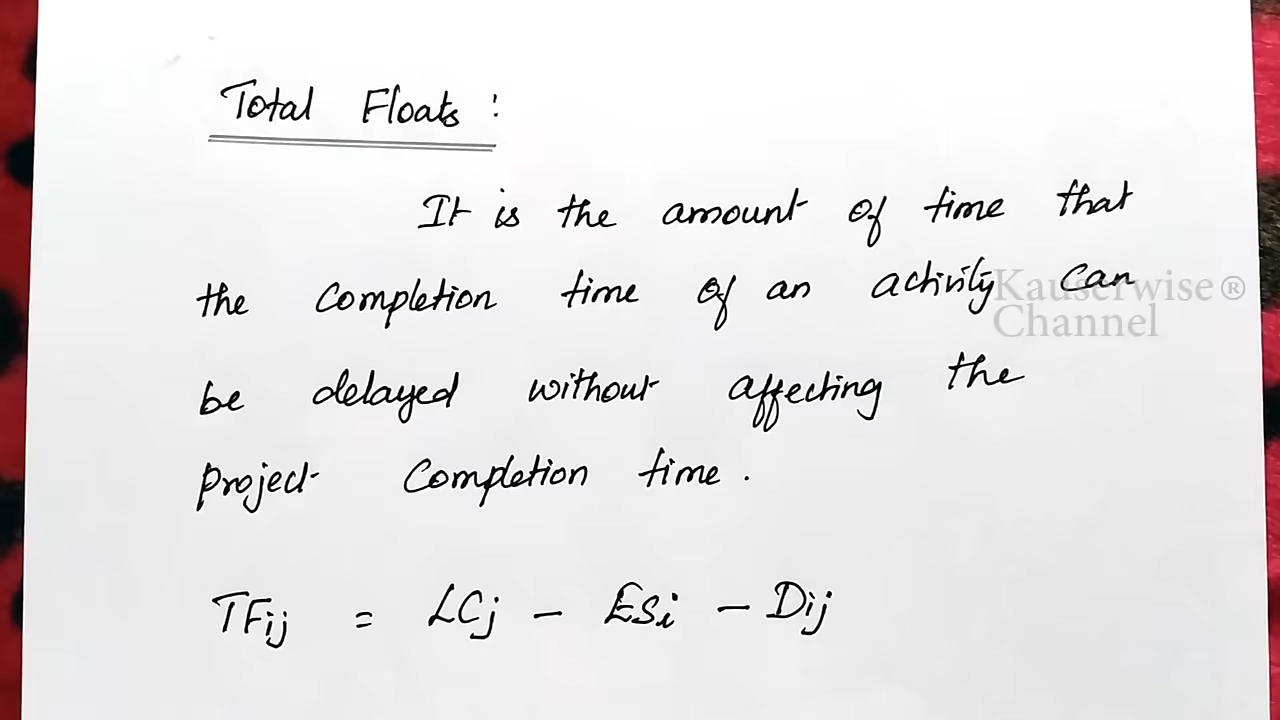 Total Floats :
It is the amount of time that
the completion time of an activity can
Kauserwise®
Channel
be delayed without affecting the
project completion time.
TFij = LCj - ESi - Dij